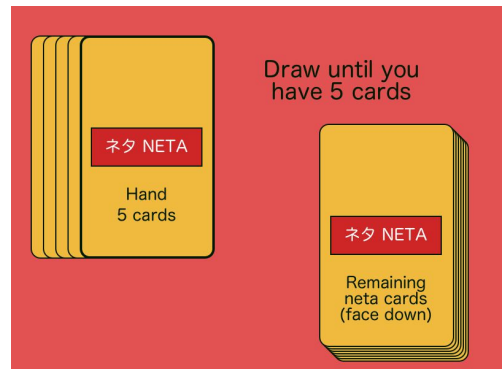 Draw until you
have 5 cards
ネタ NETA
Hand
5 cards
ネタ NETA
Remaining
neta cards
(face down)